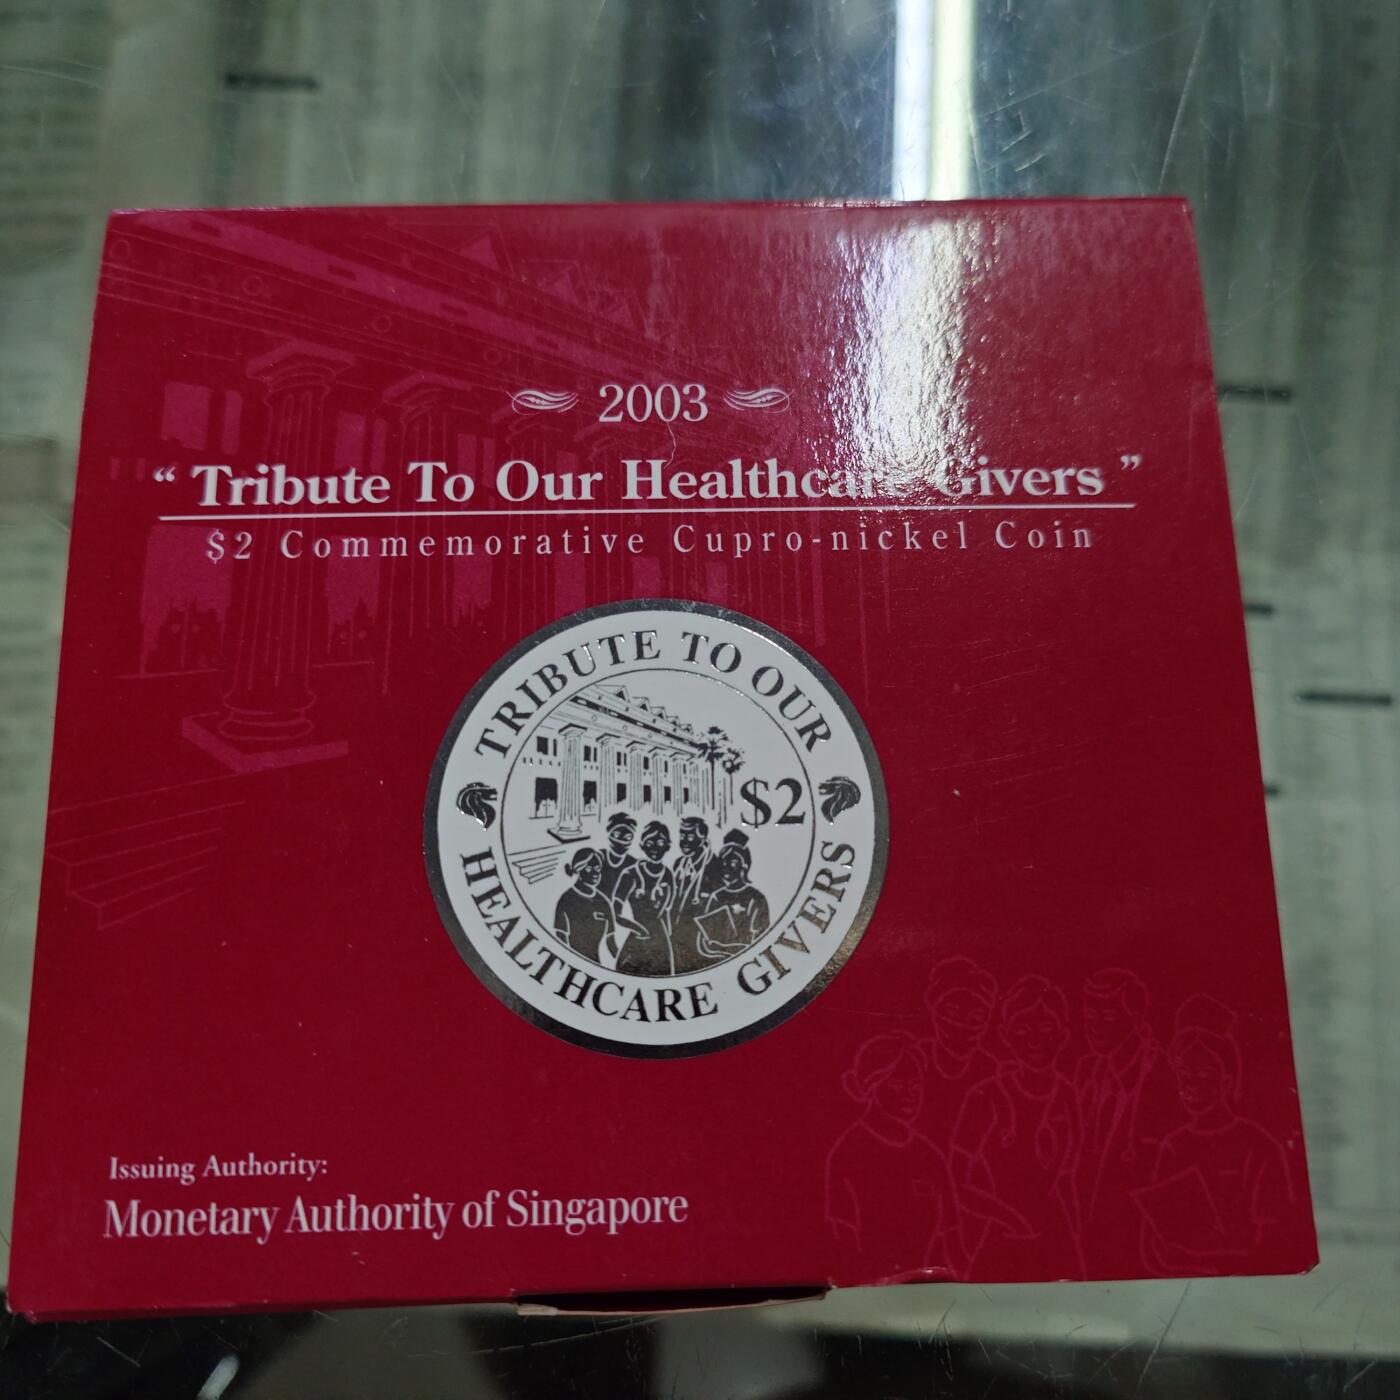 2003
“ Tribute To Our Healthcare Givers ”
$2 Commemorative Cupro-nickel Coin
TRIBUTE TO OUR
$2
HEALTHCARE GIVERS
Issuing Authority:
Monetary Authority of Singapore